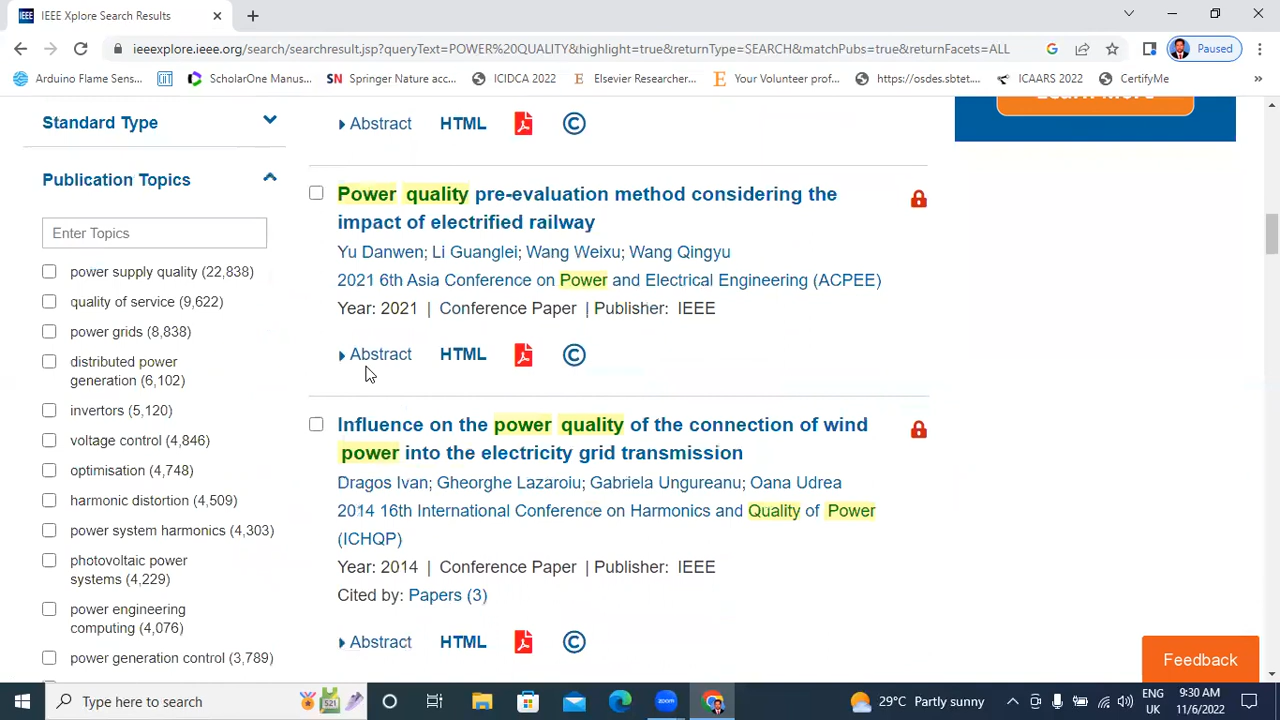 IEEE Xplore Search Results
ieeexplore.ieee.org/search/searchresult.jsp?queryText=POWER%20QUALITY&highlight=true&returnType=SEARCH&matchPubs=true&returnFacets=ALL
Paused
Arduino Flame Sens...
ScholarOne Manus...
SN Springer Nature acc...
ICIDCA 2022
E Elsevier Researcher...
E Your Volunteer prof...
https://osdes.sbtet....
ICAARS 2022
CertifyMe
»
Standard Type
Publication Topics
Enter Topics
power supply quality (22,838)
quality of service (9,622)
power grids (8,838)
distributed power
generation (6,102)
invertors (5,120)
voltage control (4,846)
optimisation (4,748)
harmonic distortion (4,509)
power system harmonics (4,303)
photovoltaic power
systems (4,229)
power engineering
computing (4,076)
power generation control (3,789)
Abstract HTML ©
Power quality pre-evaluation method considering the
impact of electrified railway
Yu Danwen; Li Guanglei; Wang Weixu; Wang Qingyu
2021 6th Asia Conference on Power and Electrical Engineering (ACPEE)
Year: 2021 | Conference Paper | Publisher: IEEE
Abstract HTML ©
Influence on the power quality of the connection of wind
power into the electricity grid transmission
Dragos Ivan; Gheorghe Lazaroiu; Gabriela Ungureanu; Oana Udrea
2014 16th International Conference on Harmonics and Quality of Power
(ICHQP)
Year: 2014 | Conference Paper | Publisher: IEEE
Cited by: Papers (3)
Abstract HTML ©
Learn More
Feedback
Type here to search
521
zoom
29°C Partly sunny
ENG
UK
9:30 AM
11/6/2022